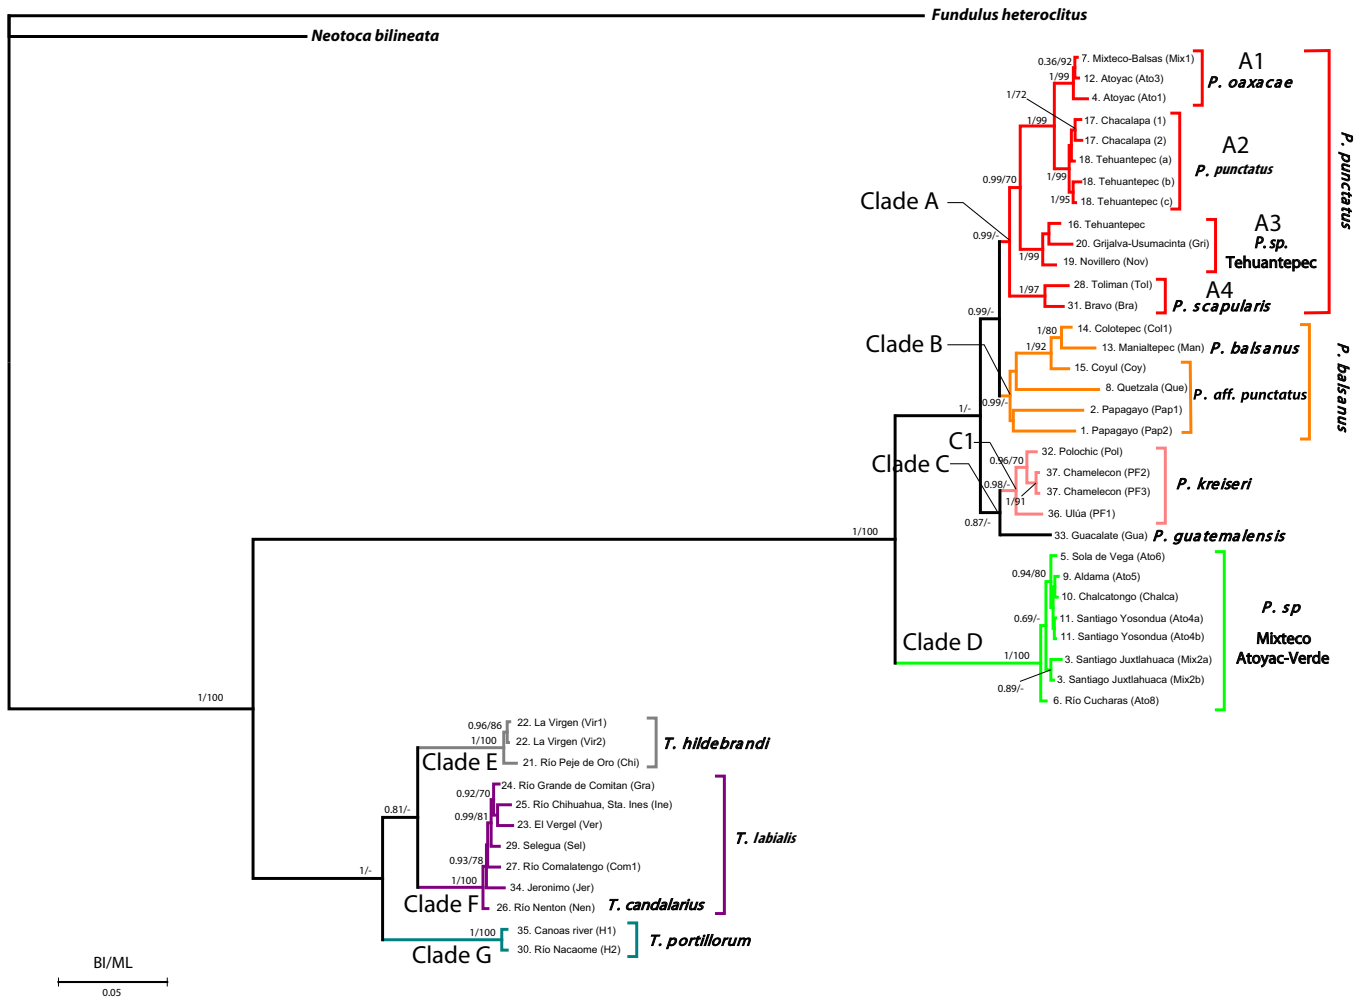 Fundulus heteroclitus
Neotoca bilineata
0.36/92
7. Mixteco-Balsas (Mix1)
A1
1/99
12. Atoyac (Ato3)
P. oaxacae
4. Atoyac (Ato1)
1/72
1/99
17. Chacalapa (1)
17. Chacalapa (2)
A2
18. Tehuantepec (a)
P. punctatus
1/99
18. Tehuantepec (b)
1/95
18. Tehuantepec (c)
P. punctatus
0.99/70
Clade A
0.99/-
16. Tehuantepec
A3
20. Grijalva-Usumacinta (Gri)
P.sp.
1/99
19. Novillero (Nov)
Tehuantepec
1/97
28. Toliman (Tol)
A4
31. Bravo (Bra)
P. scapularis
0.99/-
Clade B
1/80
14. Colotepec (Col1)
1/92
13. Manialtepec (Man)
P. balsanus
15. Coyul (Coy)
8. Quetzala (Que)
P. aff. punctatus
0.99/-
2. Papagayo (Pap1)
1. Papagayo (Pap2)
P. balsanus
1/-
C1
Clade C
0.96/70
32. Polochic (Pol)
37. Chamelecon (PF2)
0.98/-
37. Chamelecon (PF3)
1/91
P. kreiseri
36. Ulúa (PF1)
0.87/-
33. Guacalate (Gua)
P. guatemalensis
1/100
5. Sola de Vega (Ato6)
0.94/80
9. Aldama (Ato5)
10. Chalcatongo (Chalca)
P. sp
0.69/-
11. Santiago Yosondua (Ato4a)
11. Santiago Yosondua (Ato4b)
Mixteco
Atoyac-Verde
Clade D
1/100
3. Santiago Juxtlahuaca (Mix2a)
3. Santiago Juxtlahuaca (Mix2b)
0.89/-
6. Río Cucharas (Ato8)
1/100
0.96/86
22. La Virgen (Vir1)
1/100
22. La Virgen (Vir2)
T. hildebrandi
Clade E
21. Río Peje de Oro (Chi)
0.92/70
24. Río Grande de Comitan (Gra)
25. Río Chihuahua, Sta. Ines (Ine)
0.99/81
23. El Vergel (Ver)
0.81/-
29. Selegua (Sel)
T. labialis
0.93/78
27. Río Comalatengo (Com1)
1/-
1/100
34. Jeronimo (Jer)
Clade F
26. Río Nenton (Nen)
T. candalarius
1/100
35. Canoas river (H1)
30. Río Nacaome (H2)
T. portillorum
Clade G
BI/ML
0.05